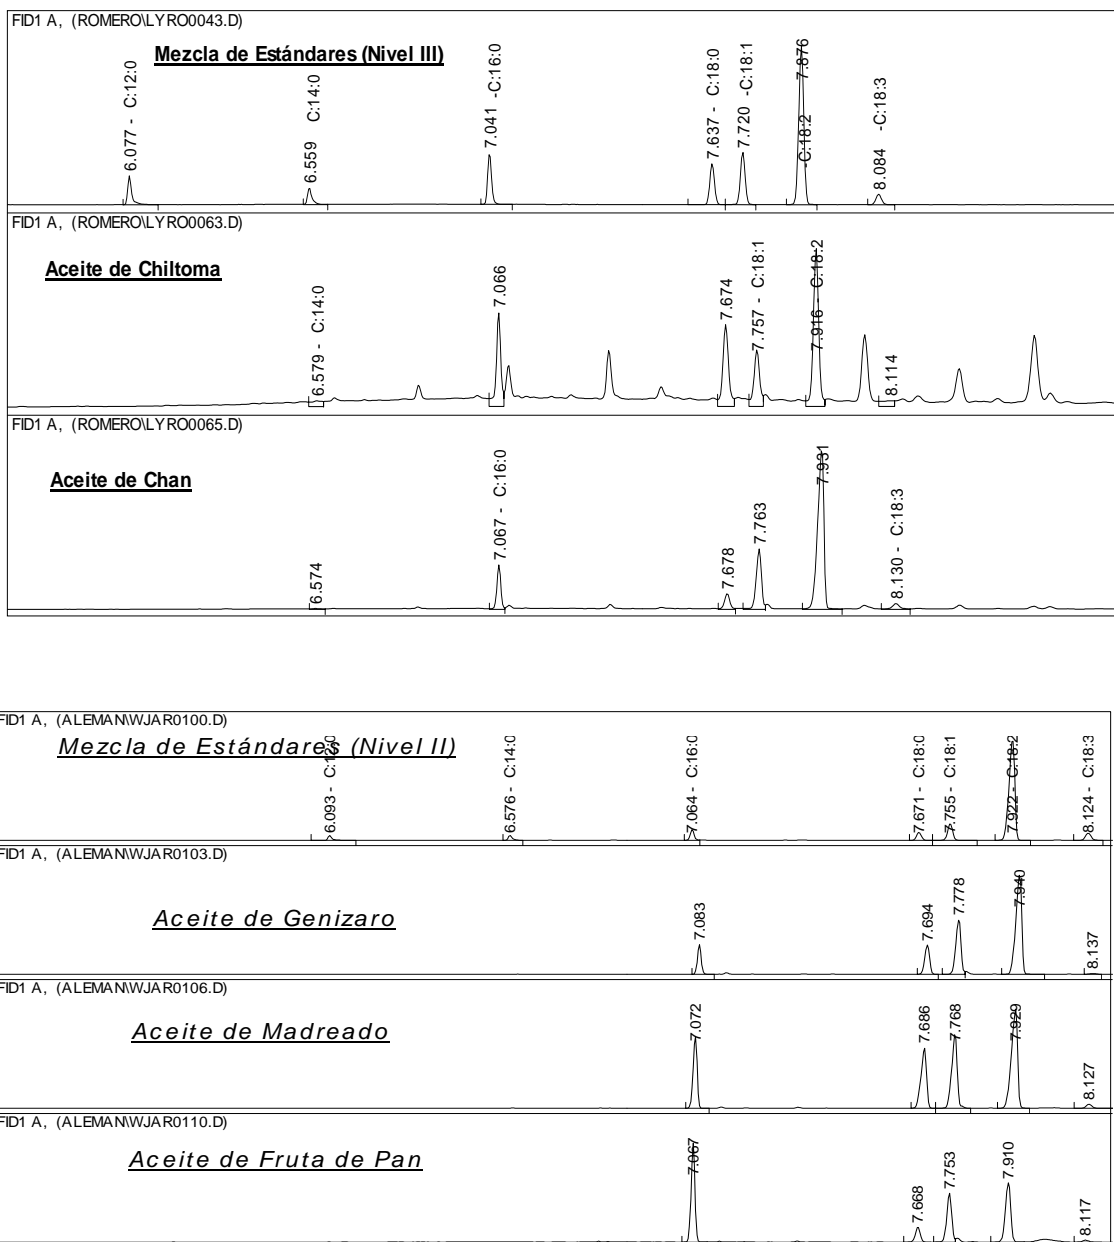 FID1 A, (ROMERO\LYRO0043.D)
Mezcla de Estándares (Nivel III)
6.077 - C:12:0
6.559 C:14:0
7.041 -C:16:0
7.637 - C:18:0
7.720 -C:18:1
7.876 -C:18:2
8.084 -C:18:3
FID1 A, (ROMERO\LYRO0063.D)
Aceite de Chiltoma
6.579 - C:14:0
7.066
7.674
7.757 - C:18:1
7.916 - C:18:2
8.114
FID1 A, (ROMERO\LYRO0065.D)
Aceite de Chan
6.574
7.067 - C:16:0
7.678
7.763
7.931
8.130 - C:18:3
FID1 A, (ALEMAN\WJAR0100.D)
Mezcla de Estándares (Nivel II)
6.093 - C:12:0
6.576 - C:14:0
7.064 - C:16:0
7.671 - C:18:0
7.755 - C:18:1
7.922 - C:18:2
8.124 - C:18:3
FID1 A, (ALEMAN\WJAR0103.D)
Aceite de Genizaro
7.083
7.694
7.778
7.940
8.137
FID1 A, (ALEMAN\WJAR0106.D)
Aceite de Madreado
7.072
7.686
7.768
7.929
8.127
FID1 A, (ALEMAN\WJAR0110.D)
Aceite de Fruta de Pan
7.067
7.668
7.753
7.910
8.117